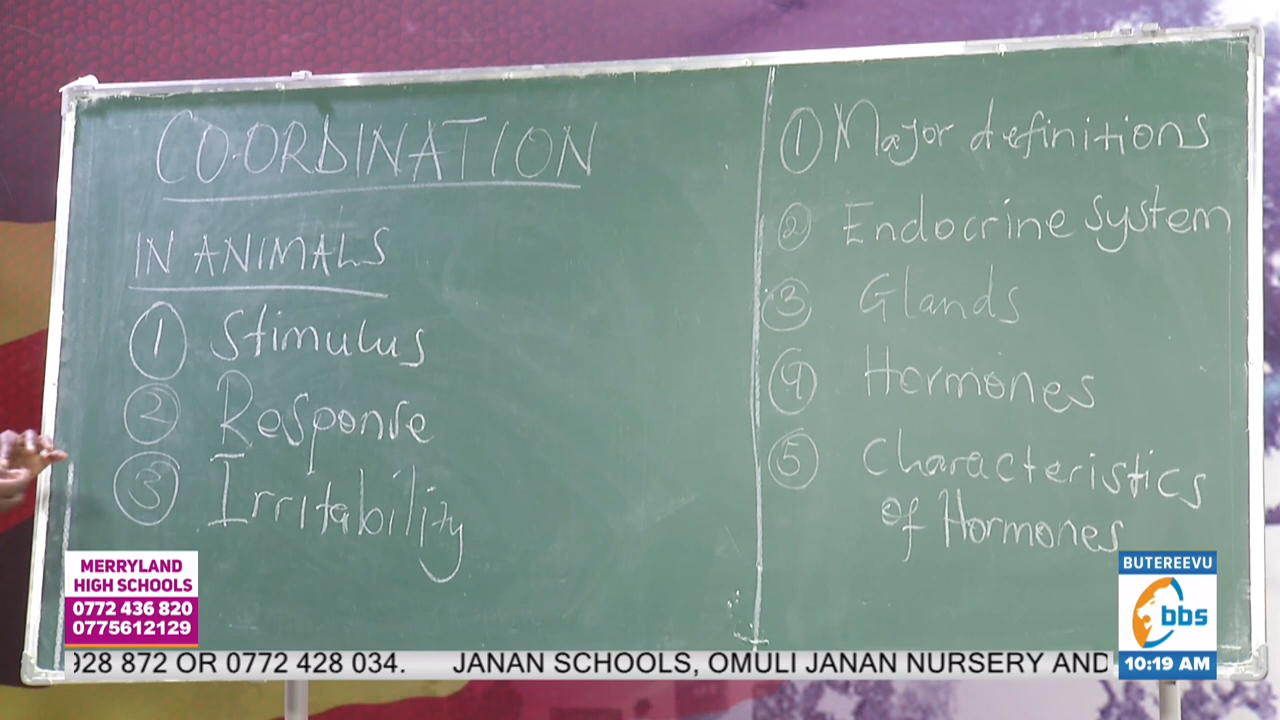 CO-ORDINATION
IN ANIMALS
① Stimulus
② Response
③ Irritability
① Major definitions
② Endocrine system
③ Glands
④ Hormones
⑤ Characteristics
of Hormones
MERRYLAND
HIGH SCHOOLS
0772 436 820
0775612129
BUTEREEVU
bbs
10:19 AM
928 872 OR 0772 428 034. JANAN SCHOOLS, OMULI JANAN NURSERY AND